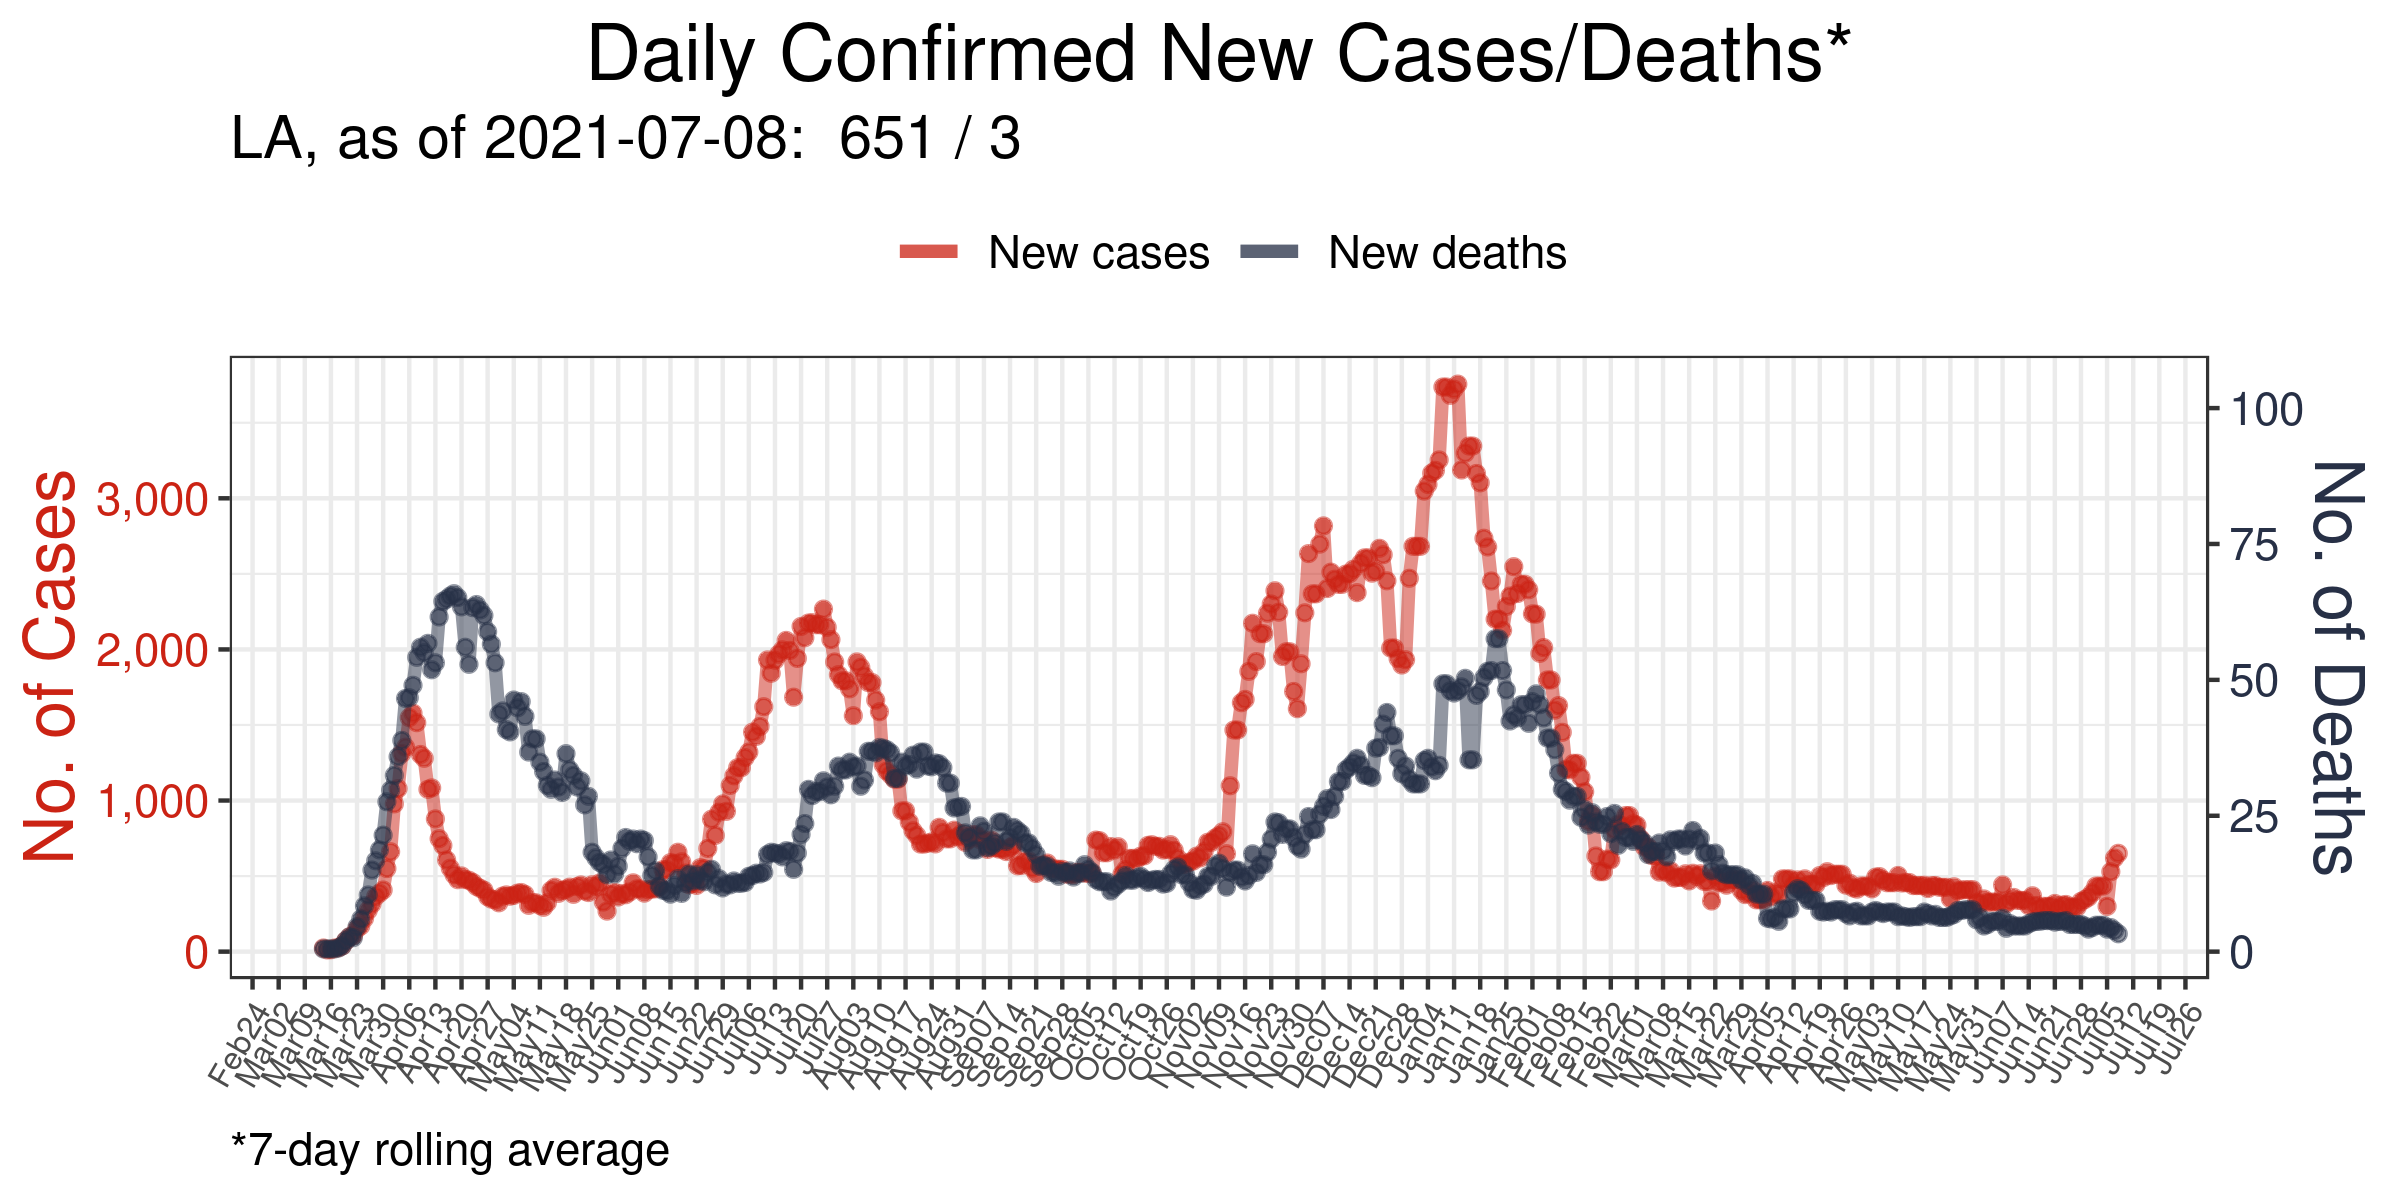 Daily Confirmed New Cases/Deaths*
LA, as of 2021-07-08:  651 / 3
New cases
New deaths
No. of Cases
3,000
2,000
1,000
0
100
75
50
25
0
No. of Deaths
Feb24
Mar02
Mar09
Mar16
Mar23
Mar30
Apr06
Apr13
Apr20
Apr27
May04
May11
May18
May25
Jun01
Jun08
Jun15
Jun22
Jun29
Jul06
Jul13
Jul20
Jul27
Aug03
Aug10
Aug17
Aug24
Aug31
Sep07
Sep14
Sep21
Sep28
Oct05
Oct12
Oct19
Oct26
Nov02
Nov09
Nov16
Nov23
Nov30
Dec07
Dec14
Dec21
Dec28
Jan04
Jan11
Jan18
Jan25
Feb01
Feb08
Feb15
Feb22
Mar01
Mar08
Mar15
Mar22
Mar29
Apr05
Apr12
Apr19
Apr26
May03
May10
May17
May24
May31
Jun07
Jun14
Jun21
Jun28
Jul05
Jul12
Jul19
Jul26
*7-day rolling average